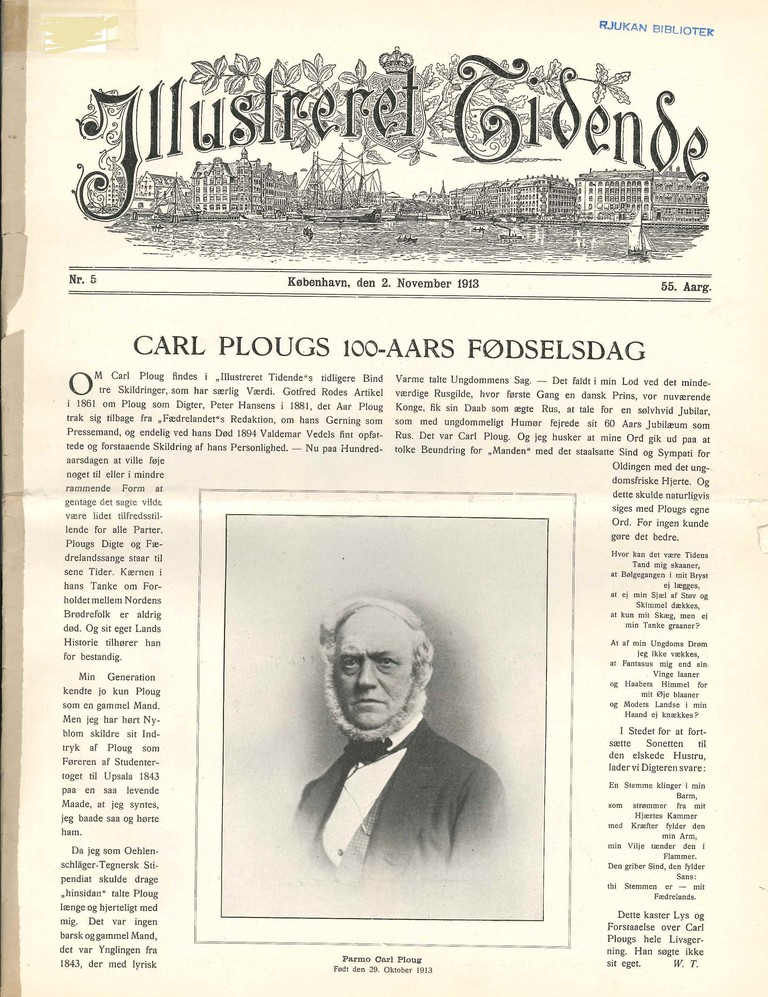 RJUKAN BIBLIOTEK
Illustreret Tidende
Nr. 5 København, den 2. November 1913 55. Aarg.
CARL PLOUGS 100-AARS FØDSELSDAG
OM Carl Ploug findes i „Illustreret Tidende“s tidligere Bind
tre Skildringer, som har særlig Værdi. Gotfred Rodes Artikel
i 1861 om Ploug som Digter, Peter Hansens i 1881, det Aar Ploug
trak sig tilbage fra „Fædrelandet“s Redaktion, om hans Gerning som
Pressemand, og endelig ved hans Død 1894 Valdemar Vedels fint opfat-
tede og forstaaende Skildring af hans Personlighed. — Nu paa Hundred-
aarsdagen at ville føje
noget til eller i mindre
rammende Form at
gentage det sagte vilde
være lidet tilfredsstil-
lende for alle Parter.
Plougs Digte og Fæ-
drelandssange staar til
sene Tider. Kærnen i
hans Tanke om For-
holdet mellem Nordens
Brødrefolk er aldrig
død. Og sit eget Lands
Historie tilhører han
for bestandig.
Min Generation
kendte jo kun Ploug
som en gammel Mand.
Men jeg har hørt Ny-
blom skildre sit Ind-
tryk af Ploug som
Føreren af Studenter-
toget til Upsala 1843
paa en saa levende
Maade, at jeg syntes,
jeg baade saa og hørte
ham.
Da jeg som Oehlen-
schläger-Tegnersk Sti-
pendiat skulde drage
„hinsidan“ talte Ploug
længe og hjerteligt med
mig. Det var ingen
barsk og gammel Mand,
det var Ynglingen fra
1843, der med lyrisk
Varme talte Ungdommens Sag. — Det faldt i min Lod ved det minde-
værdige Rusgilde, hvor første Gang en dansk Prins, vor nuværende
Konge, fik sin Daab som ægte Rus, at tale for en sølvhvid Jubilar,
som med ungdommeligt Humør fejrede sit 60 Aars Jubilæum som
Rus. Det var Carl Ploug. Og jeg husker at mine Ord gik ud paa at
tolke Beundring for „Manden“ med det staalsatte Sind og Sympati for
Oldingen med det ung-
domsfriske Hjerte. Og
dette skulde naturligvis
siges med Plougs egne
Ord. For ingen kunde
gøre det bedre.
Hvor kan det være Tidens
Tand mig skaaner,
at Bølgegangen i mit Bryst
ej lægges,
at ej min Sjæl af Støv og
Skimmel dækkes,
at kun mit Skæg, men ej
min Tanke graaner?
At af min Ungdoms Drøm
jeg ikke vækkes,
at Fantasus mig end sin
Vinge laaner
og Haabets Himmel for
mit Øje blaaner
og Modets Landse i min
Haand ej knækkes?
I Stedet for at fort-
sætte Sonetten til
den elskede Hustru,
lader vi Digteren svare:
En Stemme klinger i min
Barm,
som strømmer fra mit
Hjærtes Kammer
med Kræfter fylder den
min Arm,
min Vilje tænder den i
Flammer.
Den griber Sind, den fylder
Sans:
thi Stemmen er — mit
Fædrelands.
Dette kaster Lys og
Forstaaelse over Carl
Plougs hele Livsger-
ning. Han søgte ikke
sit eget. W. T.
Parmo Carl Ploug
Født den 29. Oktober 1913